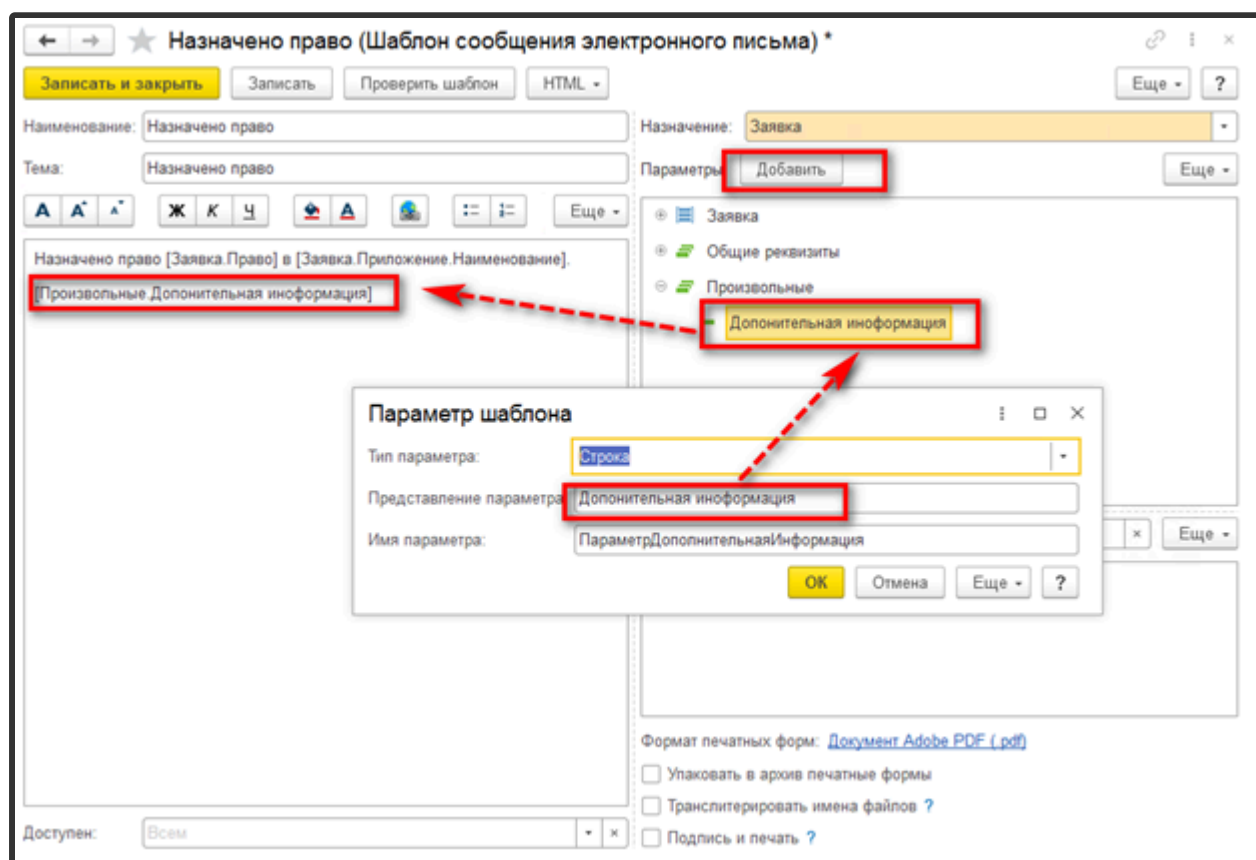 Назначено право (Шаблон сообщения электронного письма) *
Записать и закрыть Записать Проверить шаблон HTML Еще ?
Наименование: Назначено право Назначение: Заявка
Тема: Назначено право Параметры Добавить Еще
А А А Ж К Ч А Еще
Заявка
Назначено право [Заявка.Право] в [Заявка.Приложение.Наименование]. Общие реквизиты
[Произвольные.Допонительная иноформация] Произвольные
Допонительная иноформация
Параметр шаблона
Тип параметра: Строка
Представление параметра Допонительная иноформация
Имя параметра: ПараметрДополнительнаяИнформация Еще
ОК Отмена Еще ?
Формат печатных форм: Документ Adobe PDF (.pdf)
Упаковать в архив печатные формы
Транслитерировать имена файлов ?
Доступен: Всем Подпись и печать ?